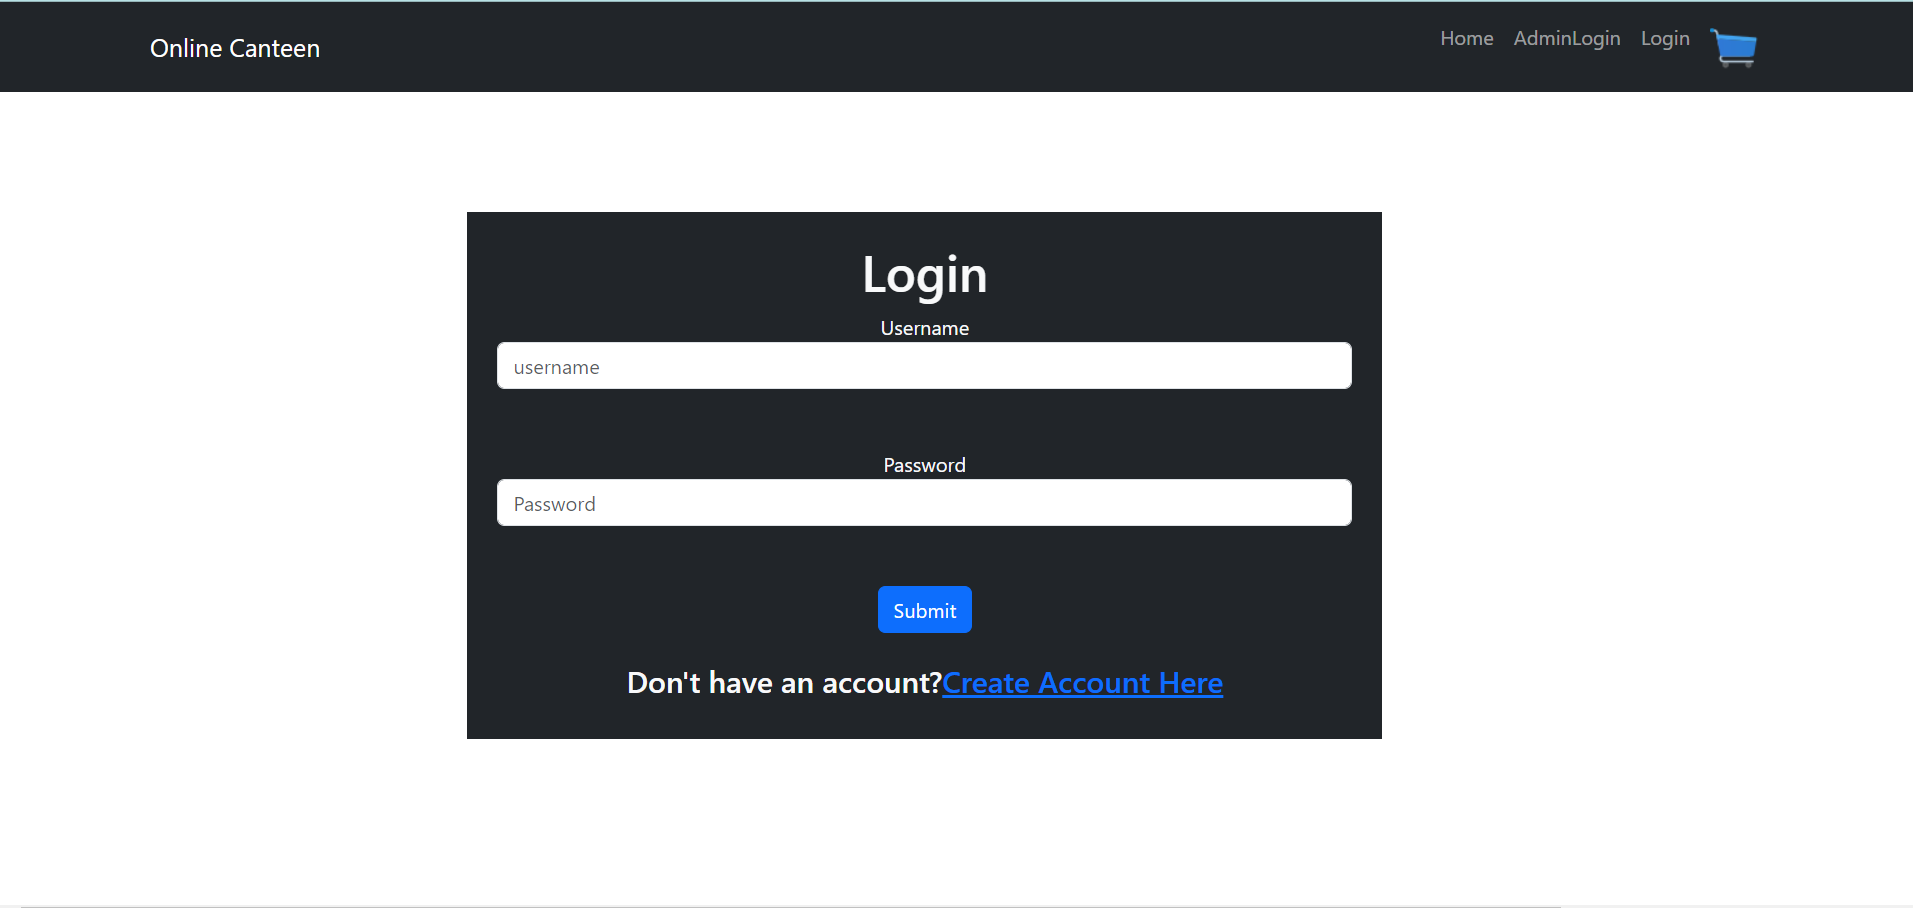 Online Canteen
Home AdminLogin Login
Login
Username
username
Password
Password
Submit
Don't have an account?Create Account Here